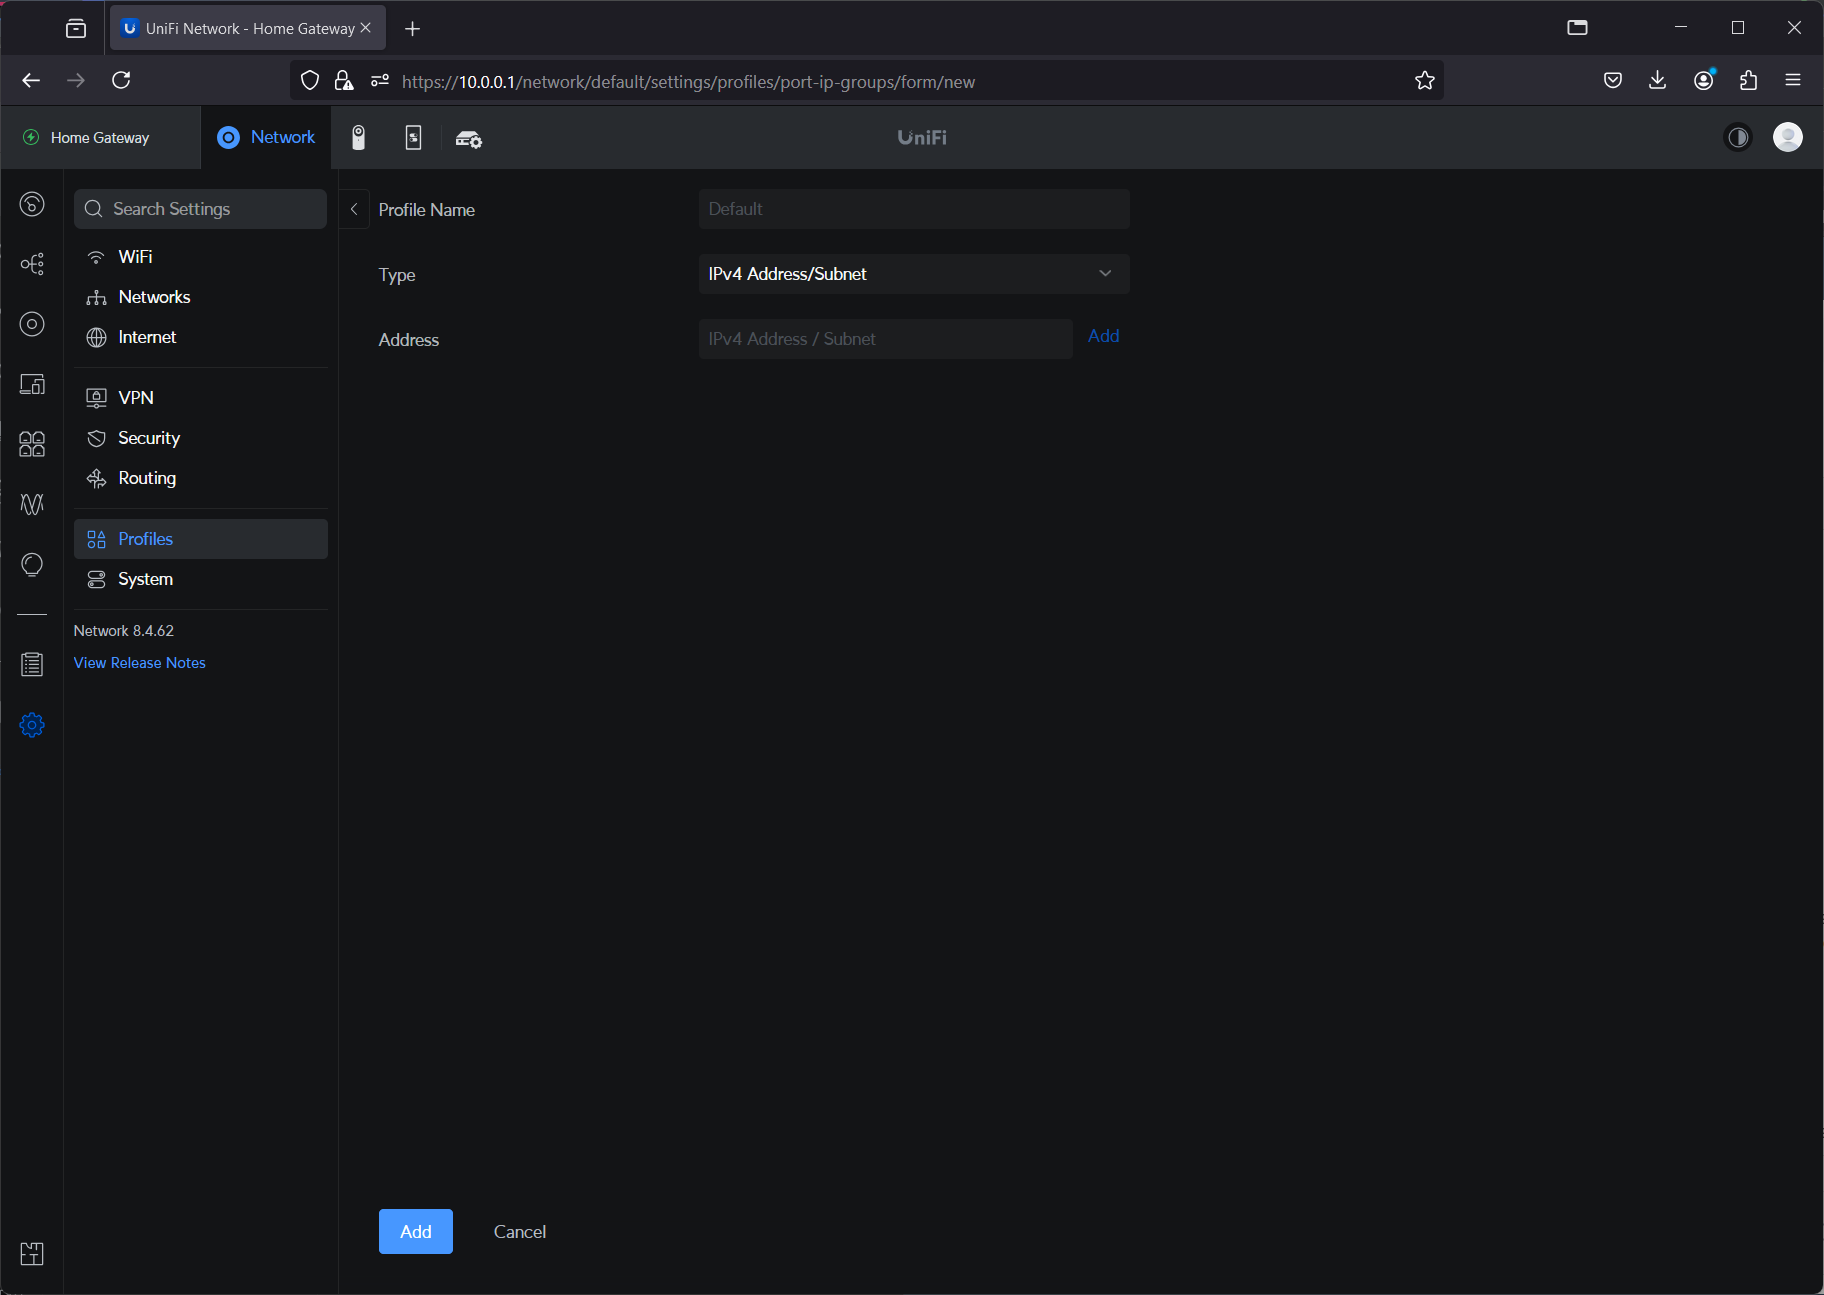 UniFi Network - Home Gateway
https://10.0.0.1/network/default/settings/profiles/port-ip-groups/form/new
Home Gateway
Network
UniFi
Search Settings
WiFi
Networks
Internet
VPN
Security
Routing
Profiles
System
Network 8.4.62
View Release Notes
Profile Name
Default
Type
IPv4 Address/Subnet
Address
IPv4 Address / Subnet
Add
Add
Cancel